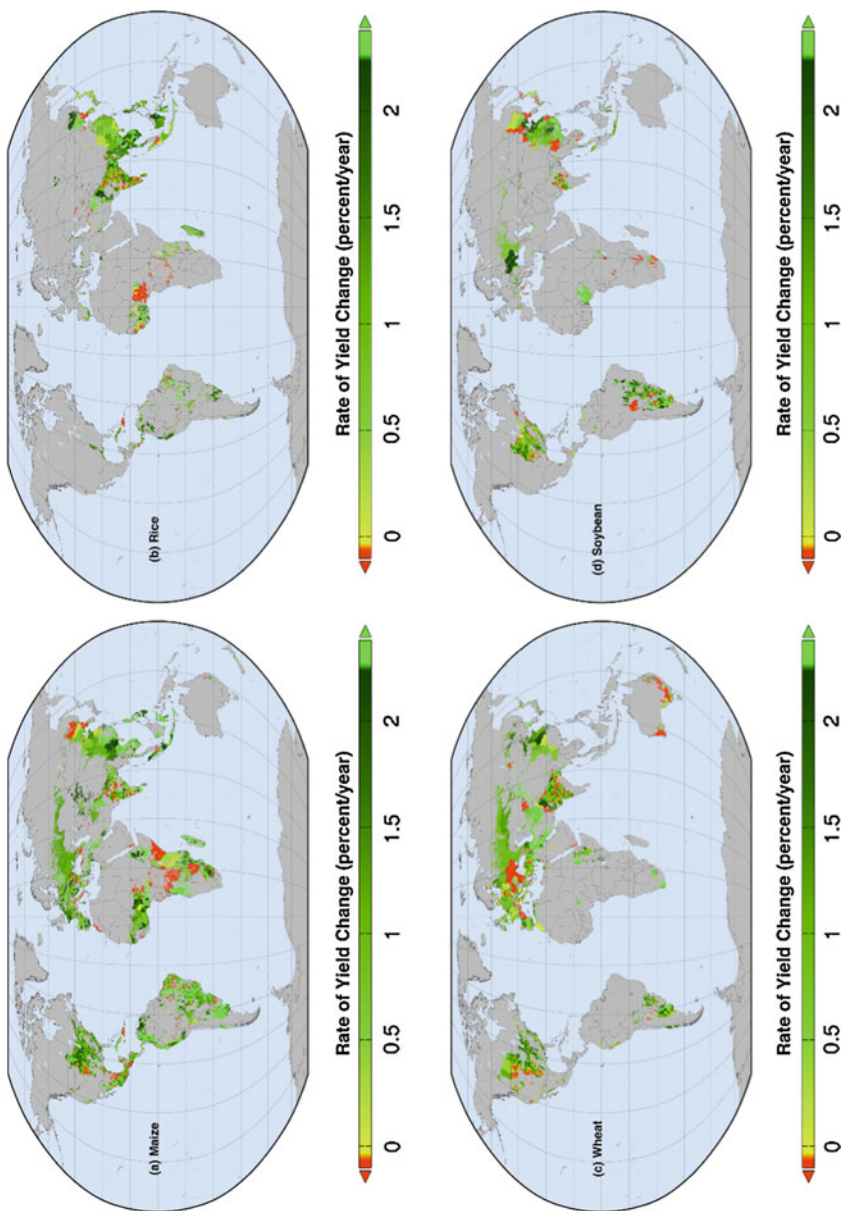 (a) Maize
0 0.5 1 1.5 2
Rate of Yield Change (percent/year)
(b) Rice
0 0.5 1 1.5 2
Rate of Yield Change (percent/year)
(c) Wheat
0 0.5 1 1.5 2
Rate of Yield Change (percent/year)
(d) Soybean
0 0.5 1 1.5 2
Rate of Yield Change (percent/year)